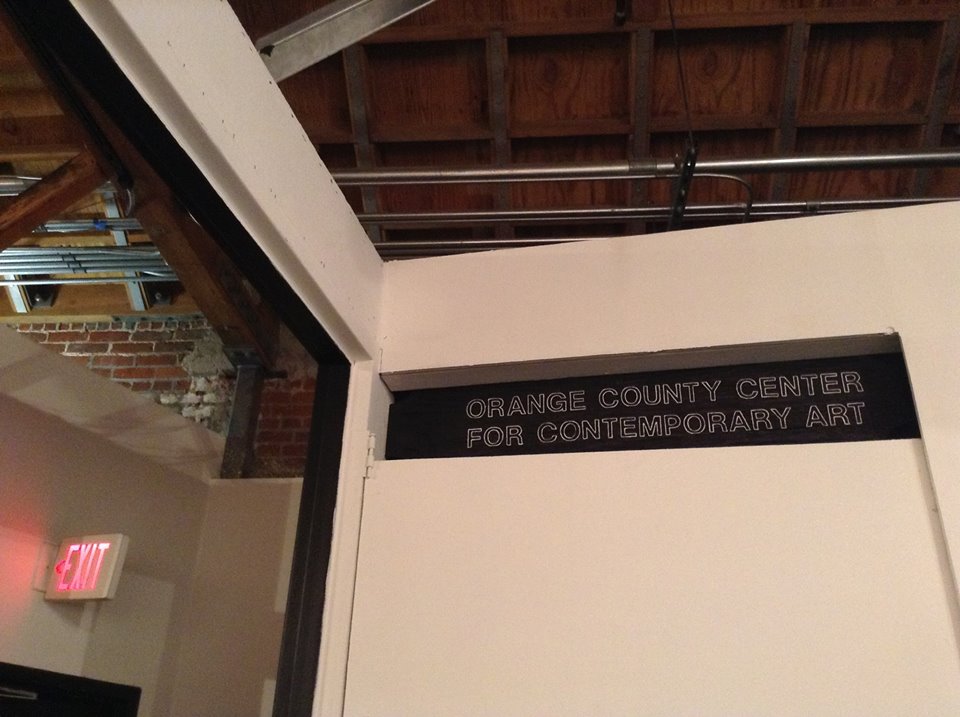 ORANGE COUNTY CENTER
FOR CONTEMPORARY ART
EXIT